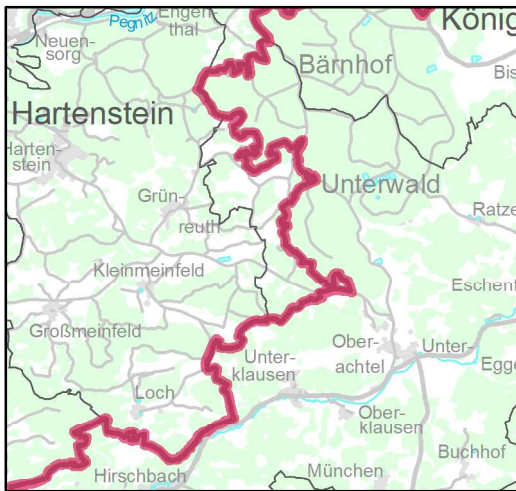 Engen-
thal
Pegnitz
König
Neuen-
sorg
Bärnhof
Bis
Hartenstein
Harten-
stein
Unterwald
Grün-
reuth
Ratze
Kleinmeinfeld
Eschenf
Großmeinfeld
Ober-
achtel
Unter-
Unter-
klausen
Egge
Loch
Ober-
klausen
Buchhof
Hirschbach
München